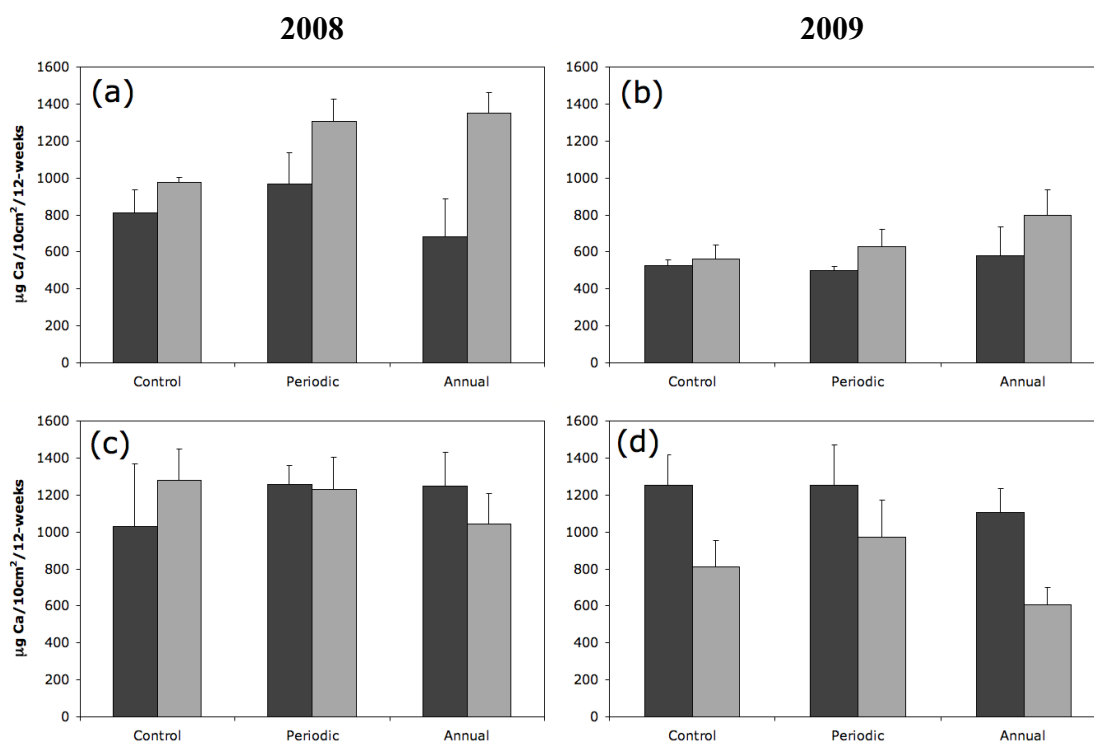 2008
2009
(a)
(b)
µg Ca/10cm²/12-weeks
1600
1400
1200
1000
800
600
400
200
0
Control
Periodic
Annual
1600
1400
1200
1000
800
600
400
200
0
Control
Periodic
Annual
(c)
(d)
µg Ca/10cm²/12-weeks
1600
1400
1200
1000
800
600
400
200
0
Control
Periodic
Annual
1600
1400
1200
1000
800
600
400
200
0
Control
Periodic
Annual